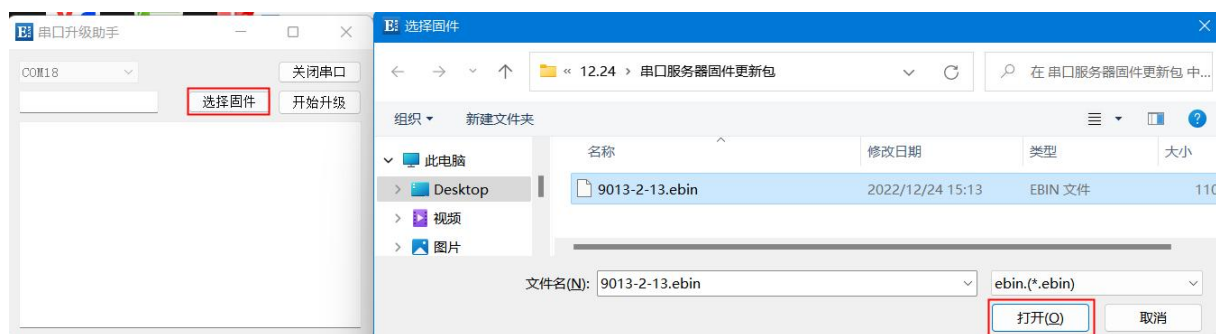 E 串口升级助手
COM18
关闭串口
选择固件
开始升级
E 选择固件
« 12.24 › 串口服务器固件更新包
在 串口服务器固件更新包 中...
组织
新建文件夹
名称
修改日期
类型
大小
此电脑
Desktop
视频
图片
9013-2-13.ebin
2022/12/24 15:13
EBIN 文件
110
文件名(N):
9013-2-13.ebin
ebin.(*.ebin)
打开(O)
取消